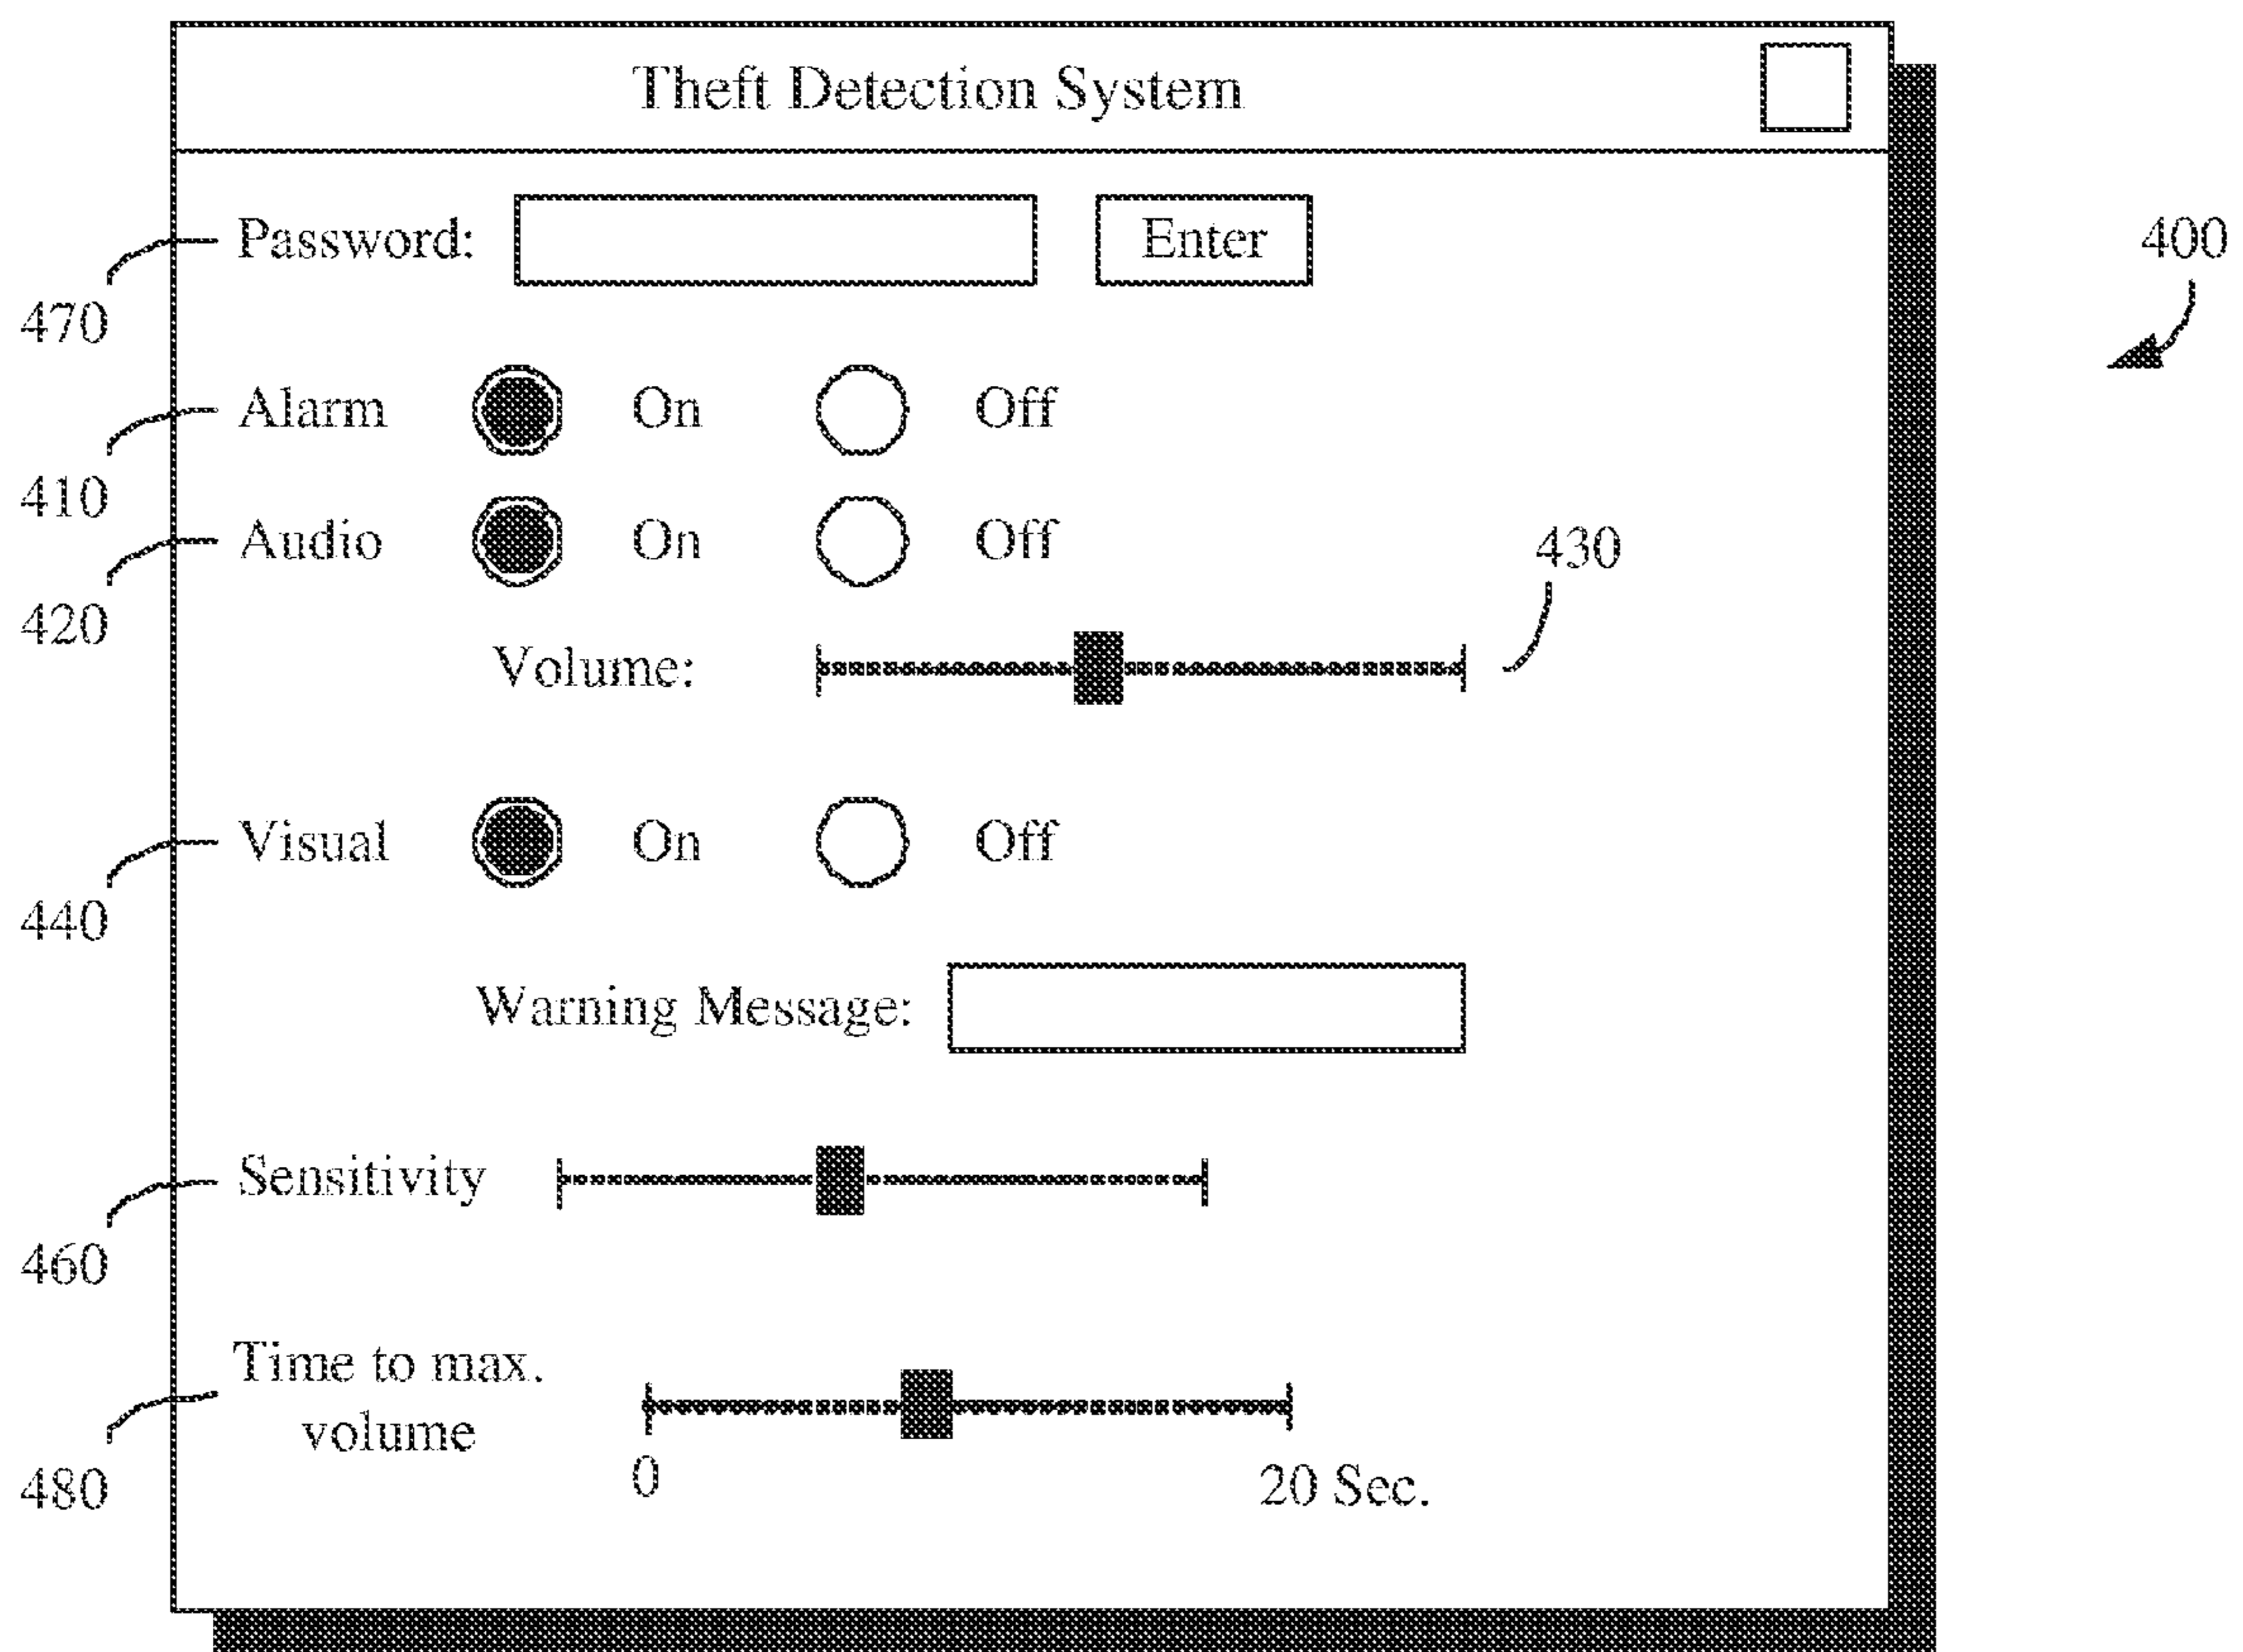 Theft Detection System
Password: Enter
400
470
Alarm On Off
410
Audio On Off
430
420
Volume:
Visual On Off
440
Warning Message:
Sensitivity
460
Time to max.
volume
0
20 Sec.
480